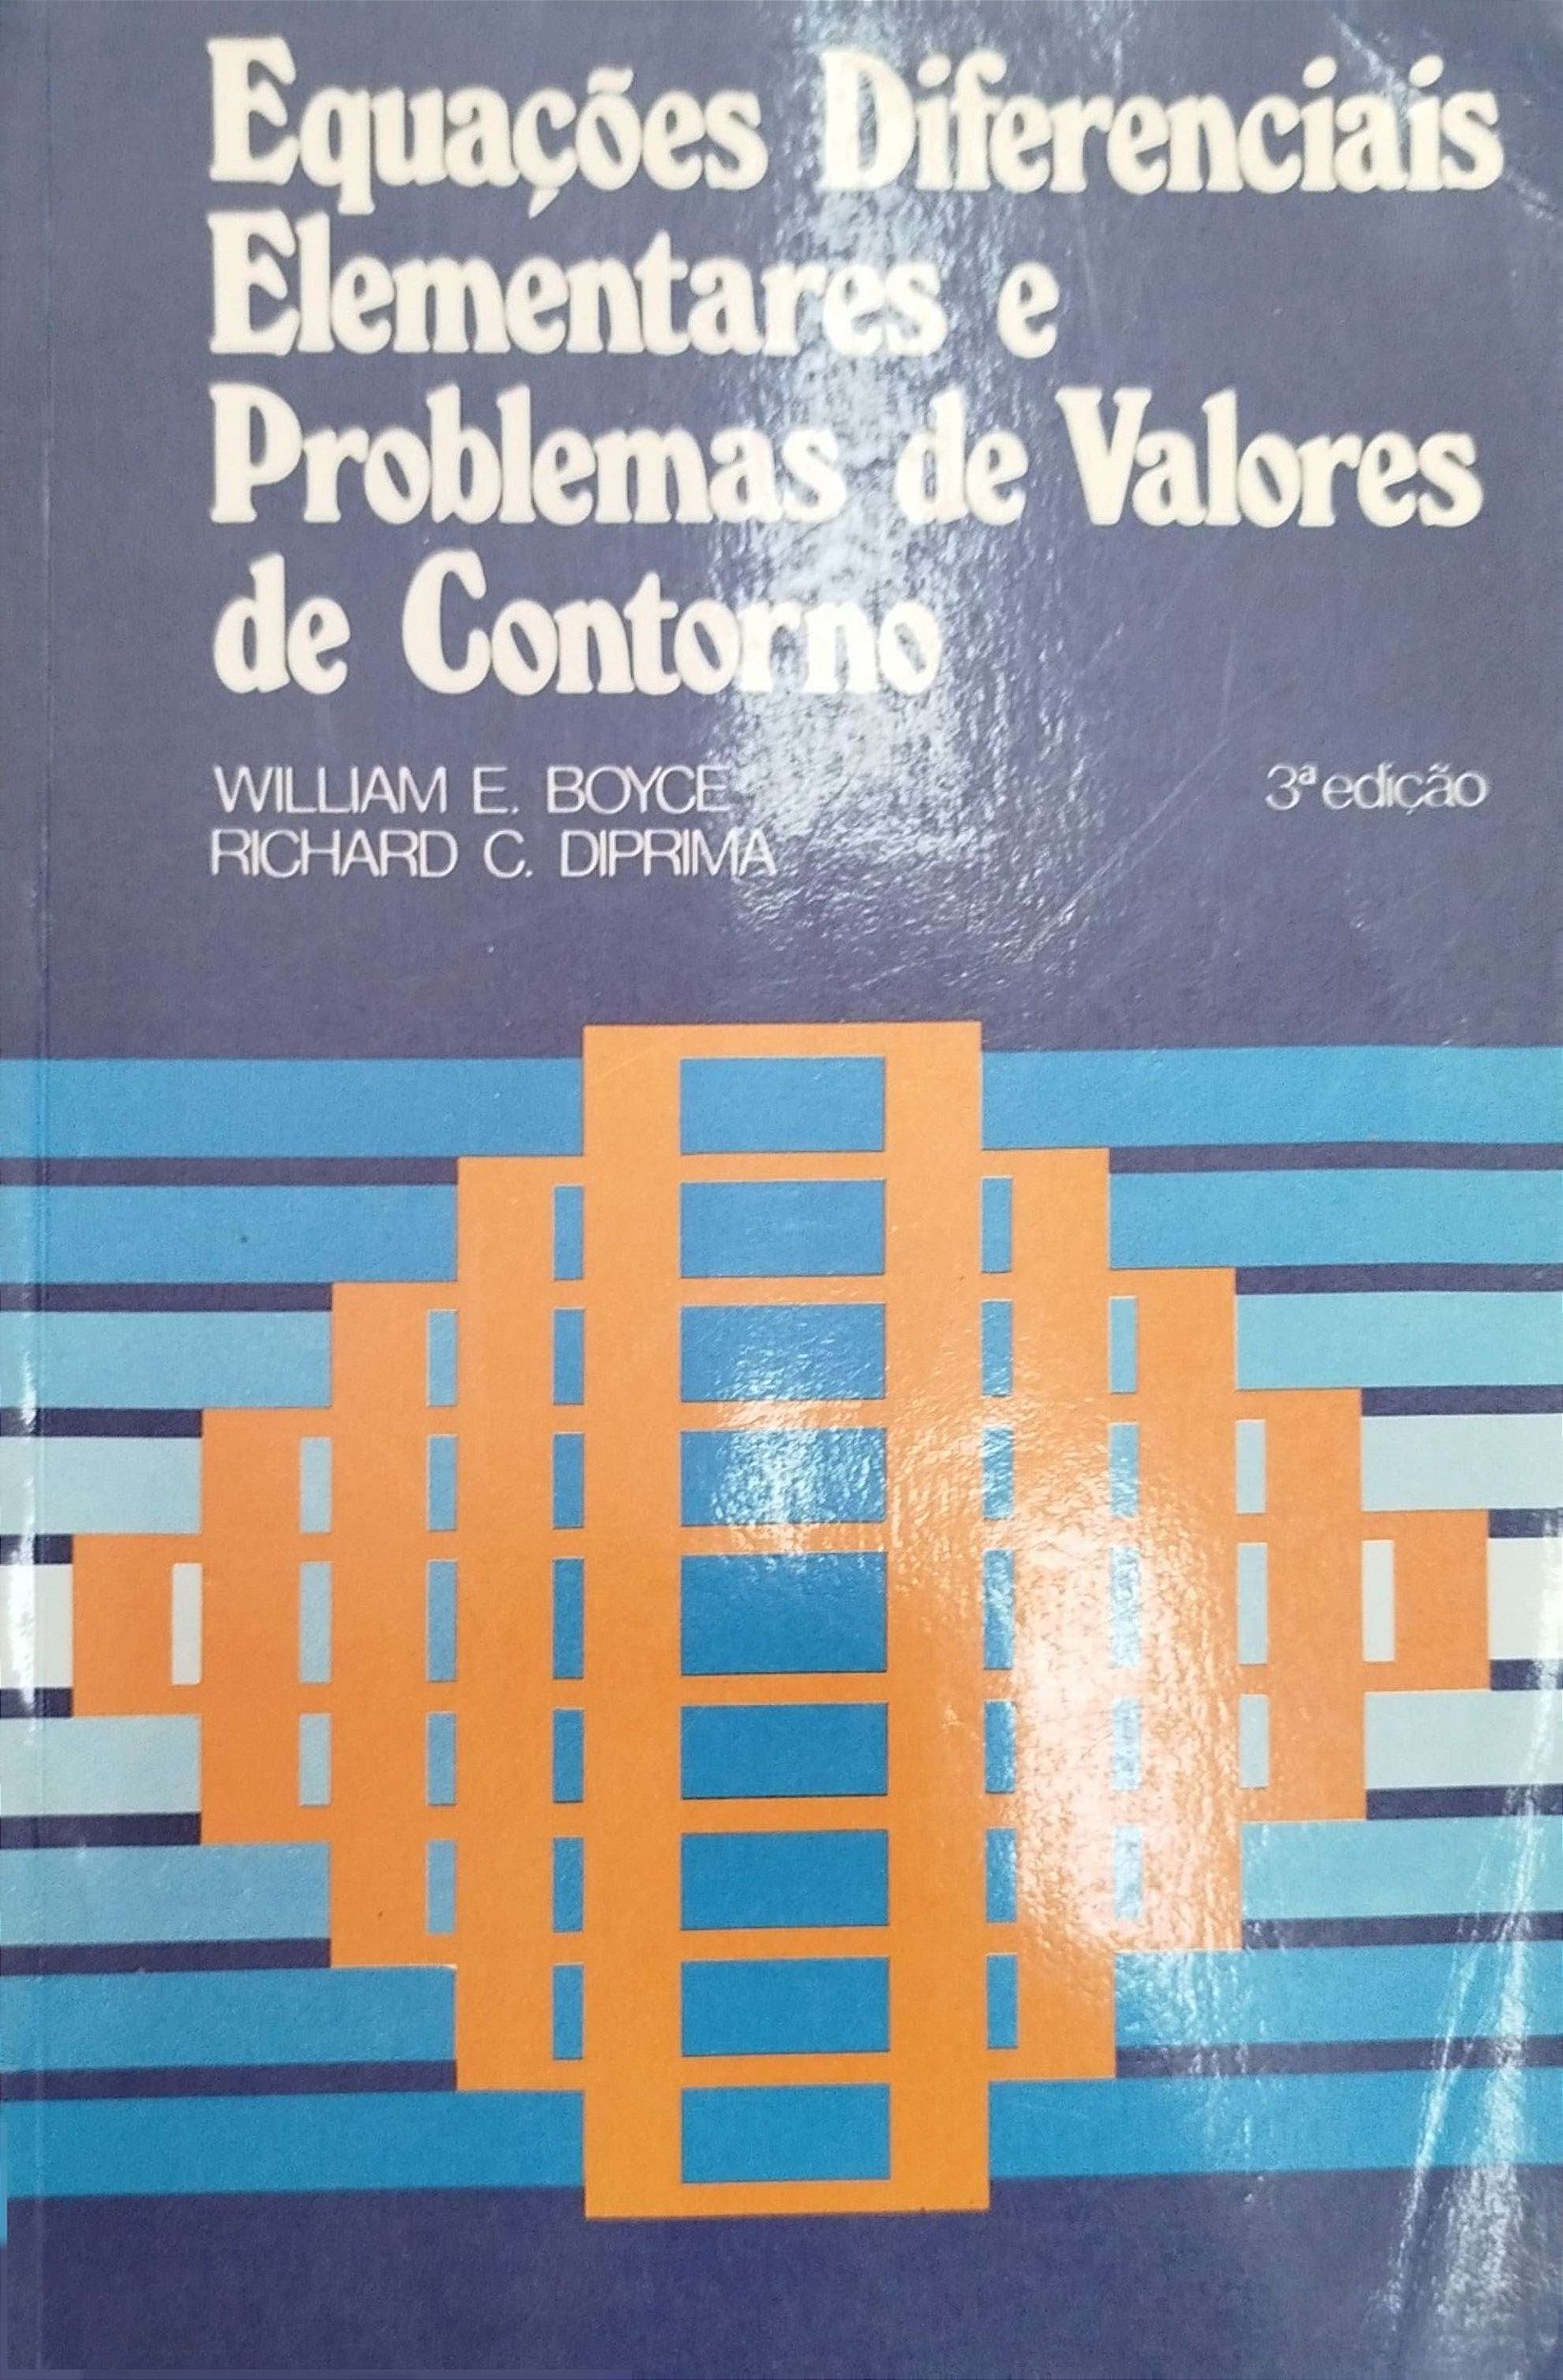 Equações Diferenciais
Elementares e
Problemas de Valores
de Contorno
WILLIAM E. BOYCE
RICHARD C. DIPRIMA
3ª edição